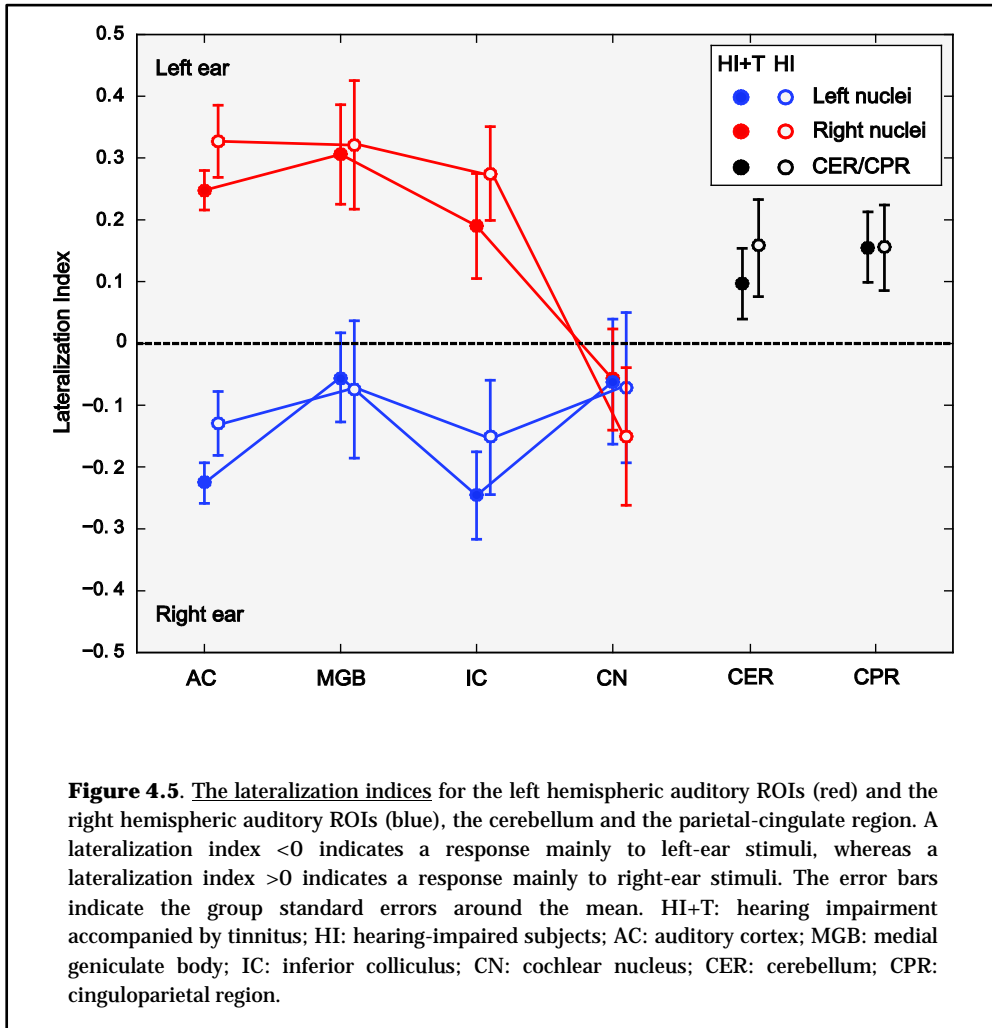 0.5
0.4
0.3
0.2
0.1
0
−0.1
−0.2
−0.3
−0.4
−0.5
Lateralization Index
Left ear
Right ear
HI+T HI
Left nuclei
Right nuclei
CER/CPR
AC MGB IC CN CER CPR
Figure 4.5. The lateralization indices for the left hemispheric auditory ROIs (red) and the
right hemispheric auditory ROIs (blue), the cerebellum and the parietal-cingulate region. A
lateralization index <0 indicates a response mainly to left-ear stimuli, whereas a
lateralization index >0 indicates a response mainly to right-ear stimuli. The error bars
indicate the group standard errors around the mean. HI+T: hearing impairment
accompanied by tinnitus; HI: hearing-impaired subjects; AC: auditory cortex; MGB: medial
geniculate body; IC: inferior colliculus; CN: cochlear nucleus; CER: cerebellum; CPR:
cinguloparietal region.